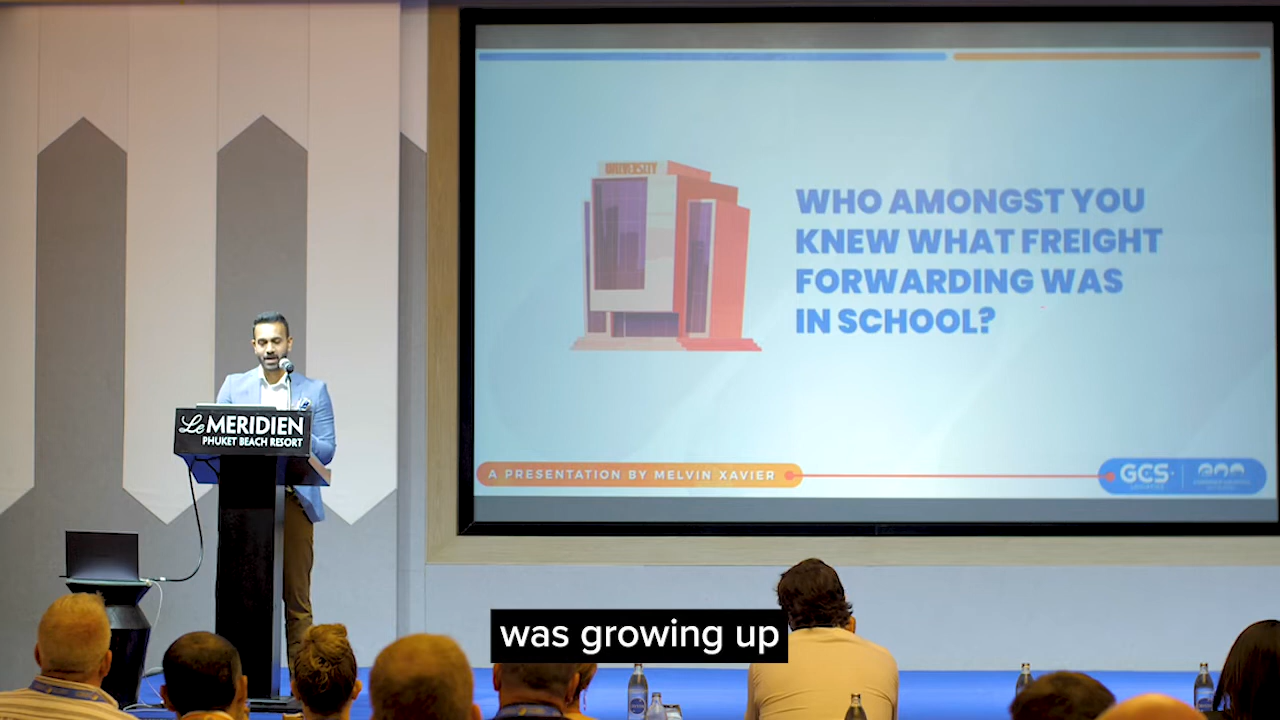 UNIVERSITY
WHO AMONGST YOU
KNEW WHAT FREIGHT
FORWARDING WAS
IN SCHOOL?
Le MERIDIEN
PHUKET BEACH RESORT
A PRESENTATION BY MELVIN XAVIER
GCS
LOGISTICS
was growing up